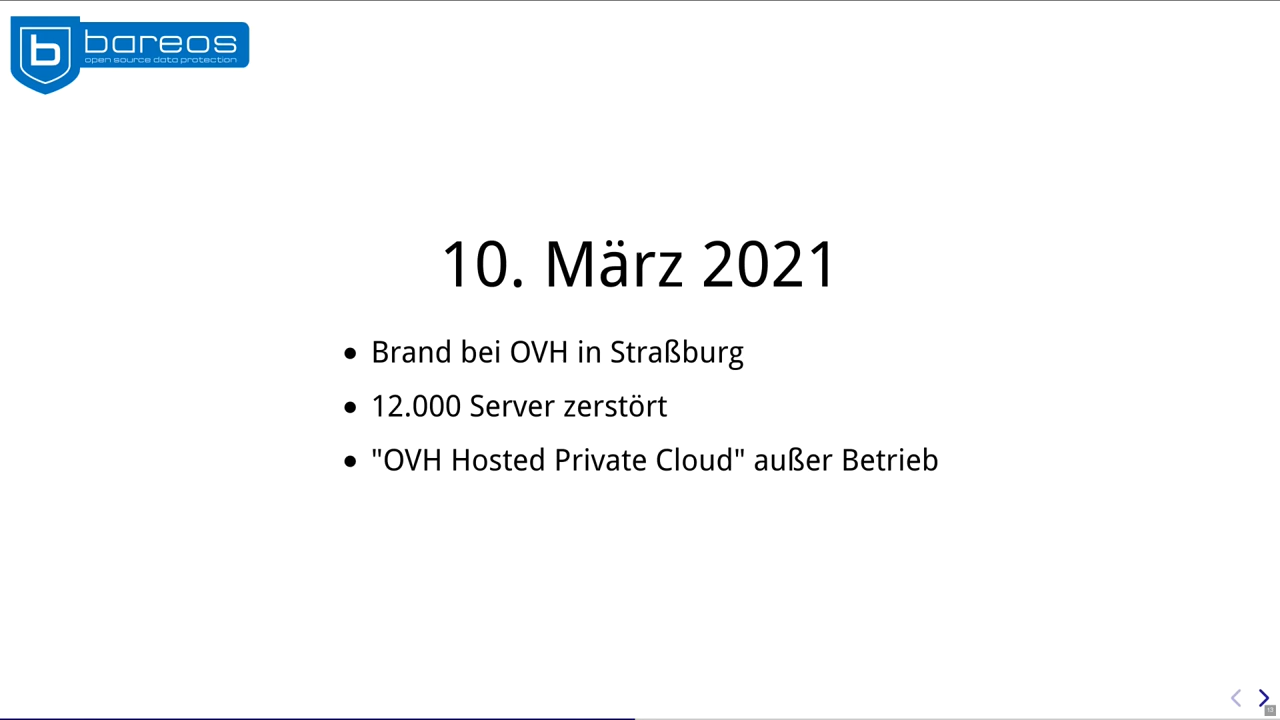 b bareos
open source data protection
10. März 2021
Brand bei OVH in Straßburg
12.000 Server zerstört
"OVH Hosted Private Cloud" außer Betrieb